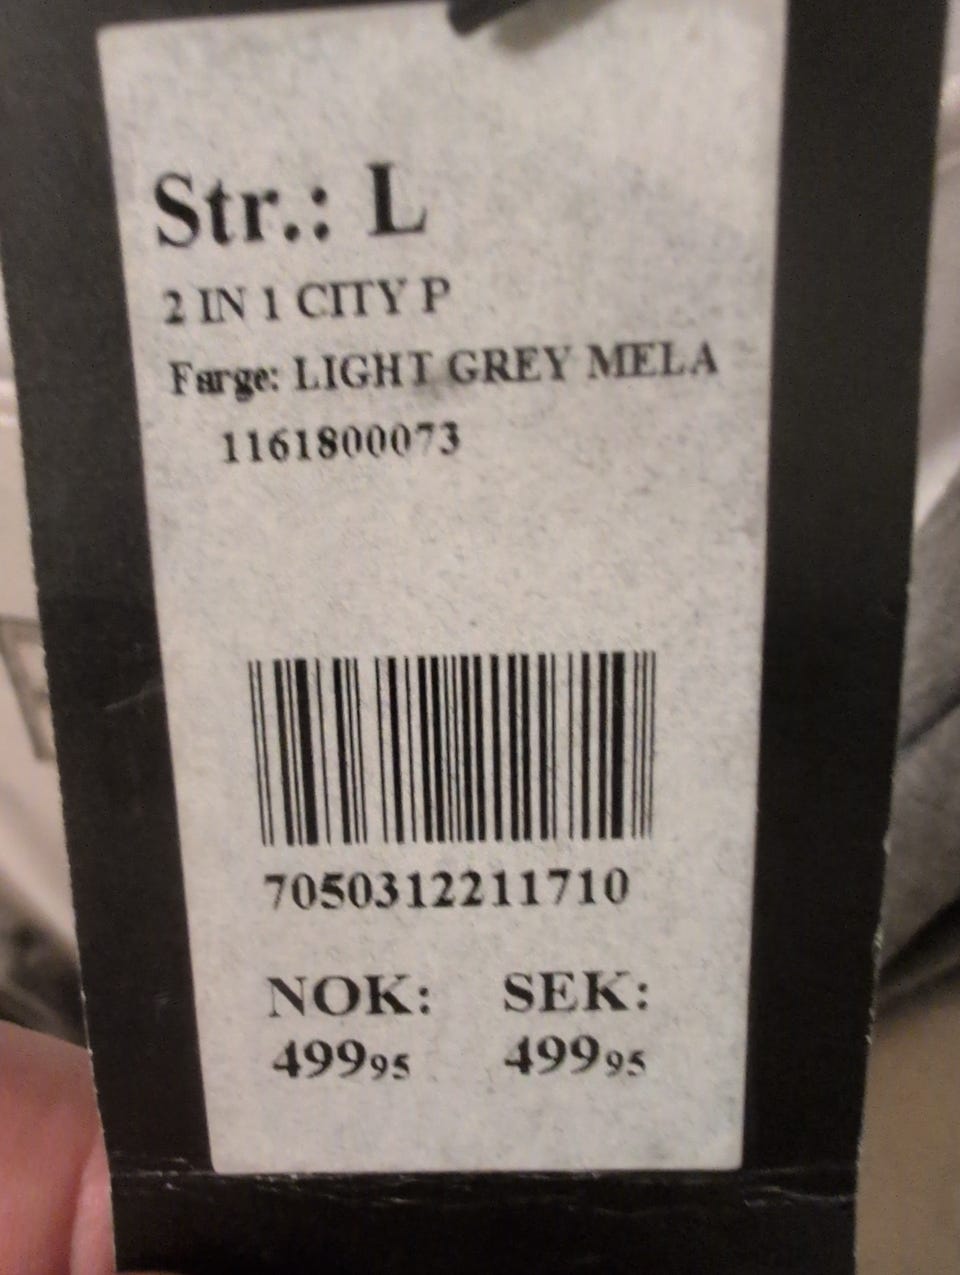 Str.: L
2 IN 1 CITY P
Farge: LIGHT GREY MELA
1161800073
7050312211710
NOK: SEK:
49995 49995